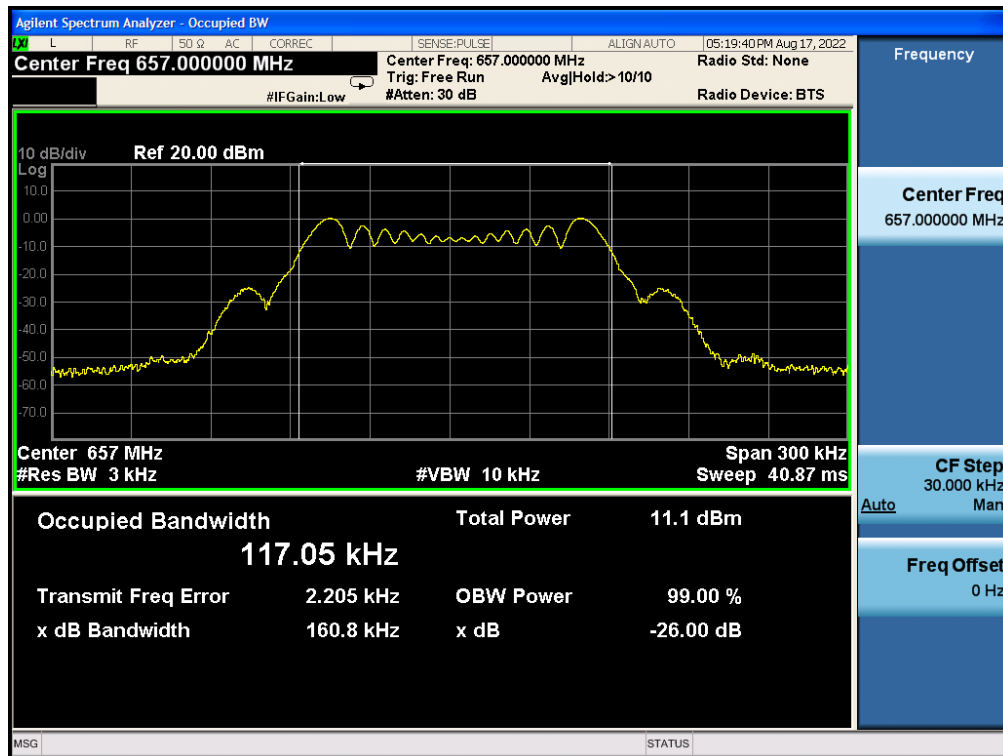 Agilent Spectrum Analyzer - Occupied BW
LXI L RF 50 Ω AC CORREC SENSE:PULSE ALIGN AUTO 05:19:40 PM Aug 17, 2022
Center Freq 657.000000 MHz
Center Freq: 657.000000 MHz
Radio Std: None
Trig: Free Run Avg|Hold:>10/10
#IFGain:Low
#Atten: 30 dB
Radio Device: BTS
10 dB/div Ref 20.00 dBm
Log
10.0
0.00
-10.0
-20.0
-30.0
-40.0
-50.0
-60.0
-70.0
Center 657 MHz
Span 300 kHz
#Res BW 3 kHz
#VBW 10 kHz
Sweep 40.87 ms
Occupied Bandwidth
Total Power 11.1 dBm
117.05 kHz
Transmit Freq Error 2.205 kHz
OBW Power 99.00 %
x dB Bandwidth 160.8 kHz
x dB -26.00 dB
Frequency
Center Freq
657.000000 MHz
CF Step
30.000 kHz
Auto Man
Freq Offset
0 Hz
MSG
STATUS